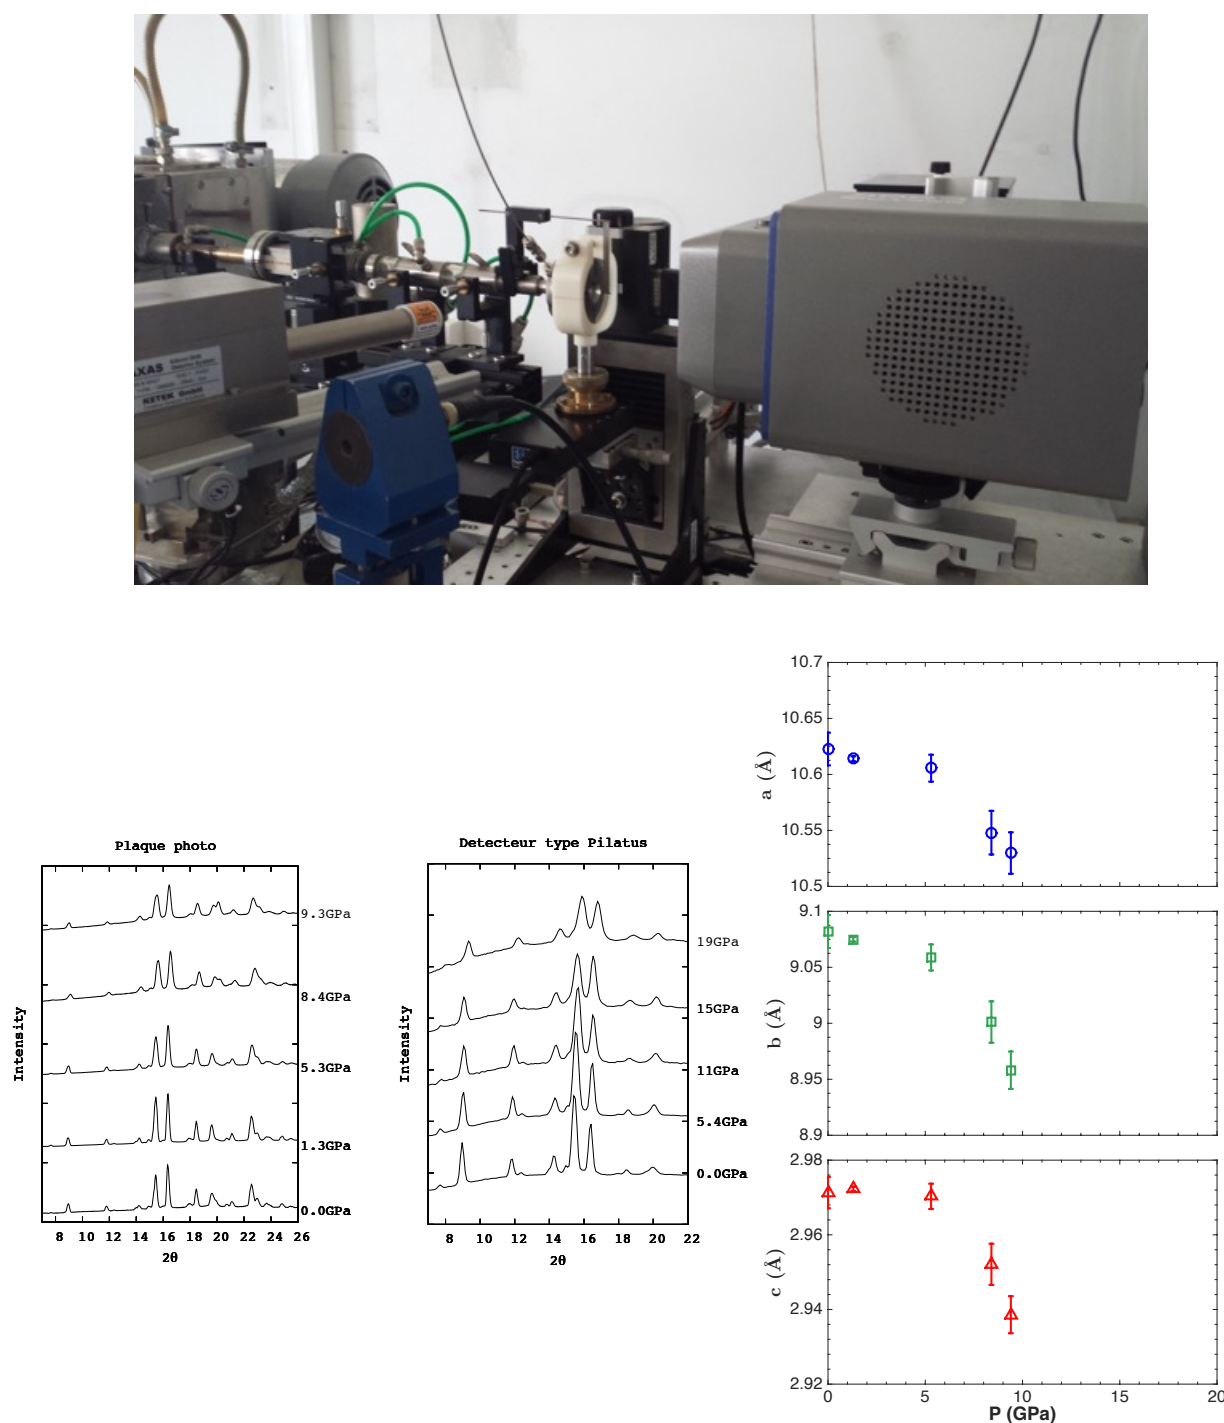 AXAS
KETEK GmbH
Plaque photo
Intensity
9.3GPa
8.4GPa
5.3GPa
1.3GPa
0.0GPa
8 10 12 14 16 18 20 22 24 26
2θ
Detecteur type Pilatus
Intensity
19GPa
15GPa
11GPa
5.4GPa
0.0GPa
8 10 12 14 16 18 20 22
2θ
10.7
10.65
10.6
10.55
10.5
a (Å)
9.1
9.05
9
8.95
8.9
b (Å)
2.98
2.96
2.94
2.92
c (Å)
0 5 10 15 20
P (GPa)